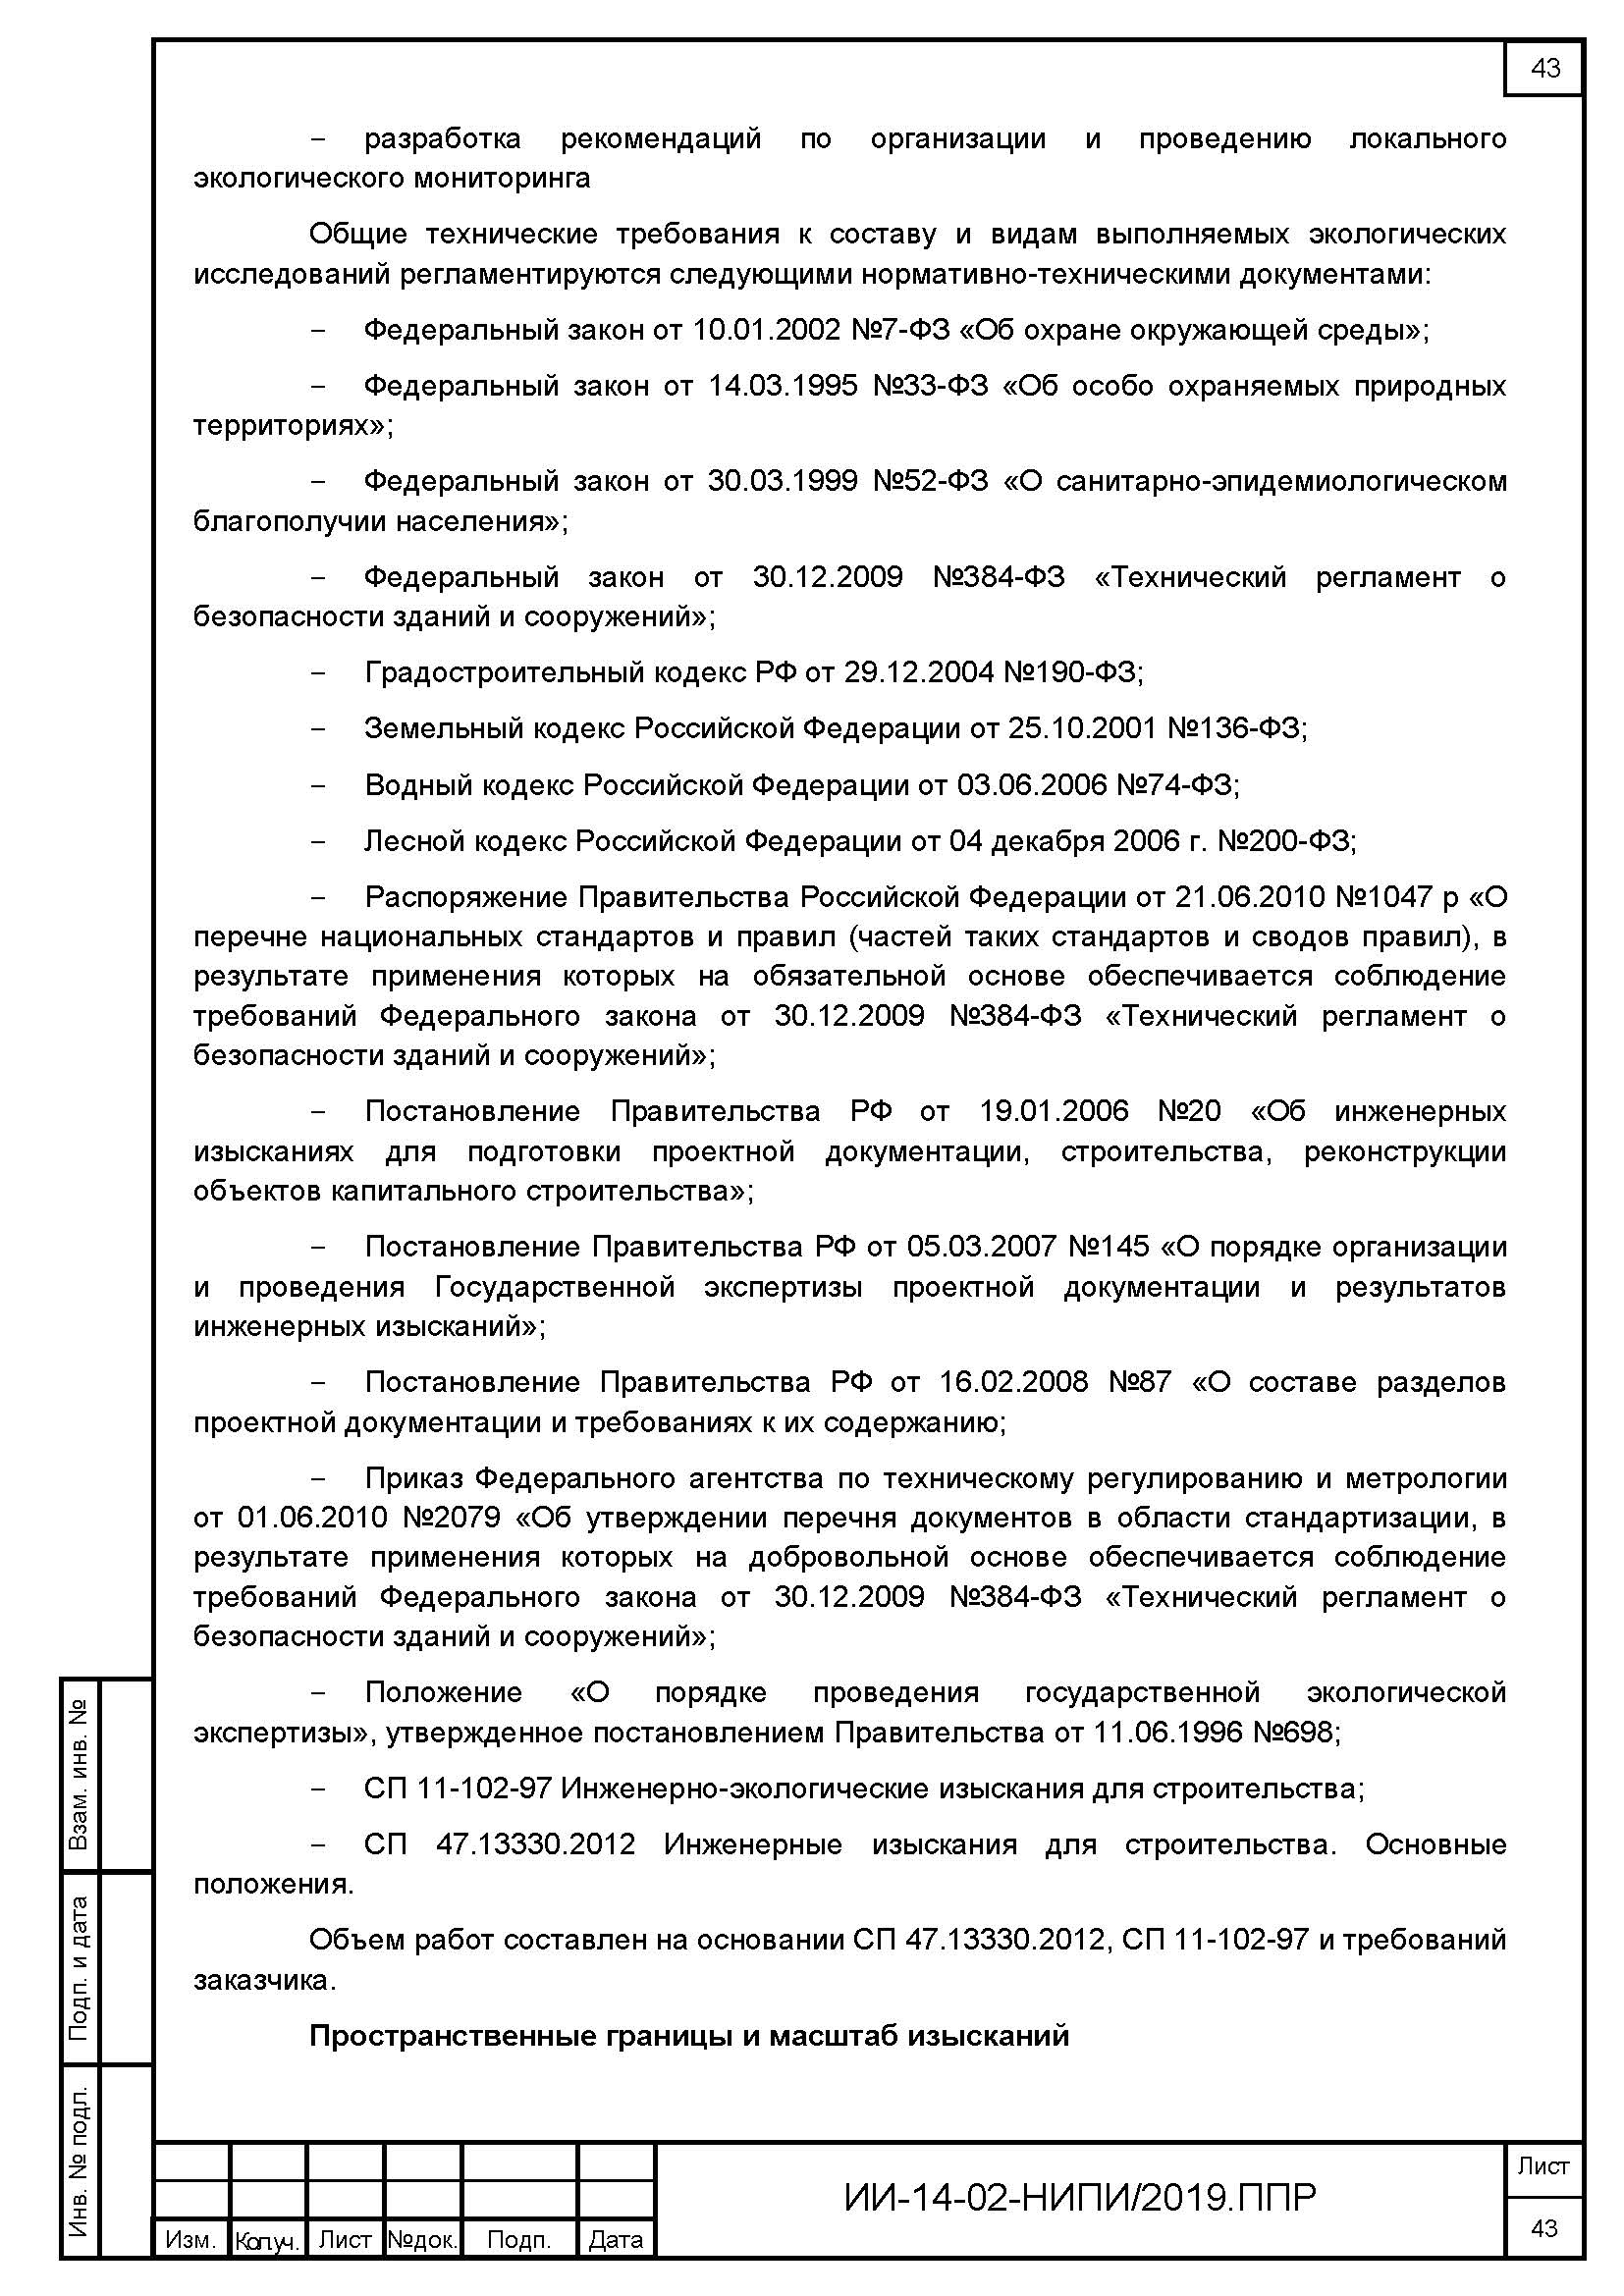 43
– разработка рекомендаций по организации и проведению локального
экологического мониторинга
Общие технические требования к составу и видам выполняемых экологических
исследований регламентируются следующими нормативно-техническими документами:
– Федеральный закон от 10.01.2002 №7-ФЗ «Об охране окружающей среды»;
– Федеральный закон от 14.03.1995 №33-ФЗ «Об особо охраняемых природных
территориях»;
– Федеральный закон от 30.03.1999 №52-ФЗ «О санитарно-эпидемиологическом
благополучии населения»;
– Федеральный закон от 30.12.2009 №384-ФЗ «Технический регламент о
безопасности зданий и сооружений»;
– Градостроительный кодекс РФ от 29.12.2004 №190-ФЗ;
– Земельный кодекс Российской Федерации от 25.10.2001 №136-ФЗ;
– Водный кодекс Российской Федерации от 03.06.2006 №74-ФЗ;
– Лесной кодекс Российской Федерации от 04 декабря 2006 г. №200-ФЗ;
– Распоряжение Правительства Российской Федерации от 21.06.2010 №1047 р «О
перечне национальных стандартов и правил (частей таких стандартов и сводов правил), в
результате применения которых на обязательной основе обеспечивается соблюдение
требований Федерального закона от 30.12.2009 №384-ФЗ «Технический регламент о
безопасности зданий и сооружений»;
– Постановление Правительства РФ от 19.01.2006 №20 «Об инженерных
изысканиях для подготовки проектной документации, строительства, реконструкции
объектов капитального строительства»;
– Постановление Правительства РФ от 05.03.2007 №145 «О порядке организации
и проведения Государственной экспертизы проектной документации и результатов
инженерных изысканий»;
– Постановление Правительства РФ от 16.02.2008 №87 «О составе разделов
проектной документации и требованиях к их содержанию;
– Приказ Федерального агентства по техническому регулированию и метрологии
от 01.06.2010 №2079 «Об утверждении перечня документов в области стандартизации, в
результате применения которых на добровольной основе обеспечивается соблюдение
требований Федерального закона от 30.12.2009 №384-ФЗ «Технический регламент о
безопасности зданий и сооружений»;
– Положение «О порядке проведения государственной экологической
экспертизы», утвержденное постановлением Правительства от 11.06.1996 №698;
– СП 11-102-97 Инженерно-экологические изыскания для строительства;
– СП 47.13330.2012 Инженерные изыскания для строительства. Основные
положения.
Объем работ составлен на основании СП 47.13330.2012, СП 11-102-97 и требований
заказчика.
Пространственные границы и масштаб изысканий
Взам. инв. №
Подп. и дата
Инв. № подл.
Изм. Кол.уч. Лист №док. Подп. Дата
ИИ-14-02-НИПИ/2019.ППР
Лист
43